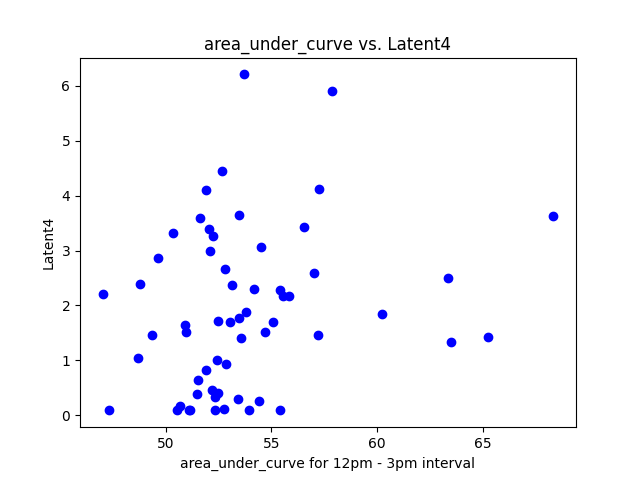 area_under_curve vs. Latent4
6
5
4
3
2
1
0
Latent4
50 55 60 65
area_under_curve for 12pm - 3pm interval